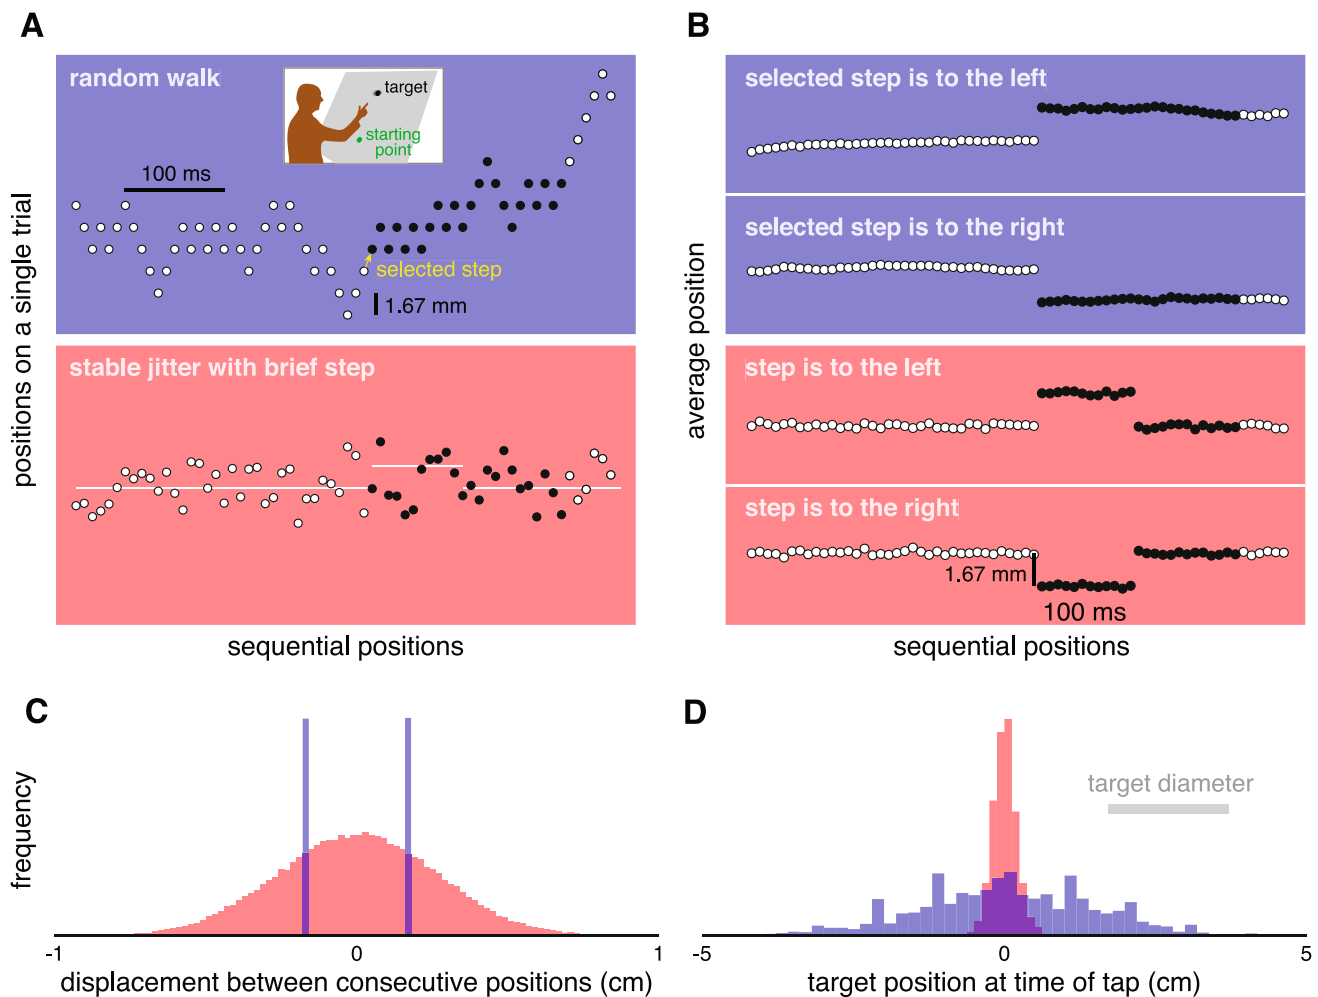 A
random walk
target
starting
point
100 ms
selected step
1.67 mm
positions on a single trial
stable jitter with brief step
sequential positions
B
selected step is to the left
selected step is to the right
average position
step is to the left
step is to the right
1.67 mm
100 ms
sequential positions
C
frequency
-1
0
1
displacement between consecutive positions (cm)
D
target diameter
-5
0
5
target position at time of tap (cm)